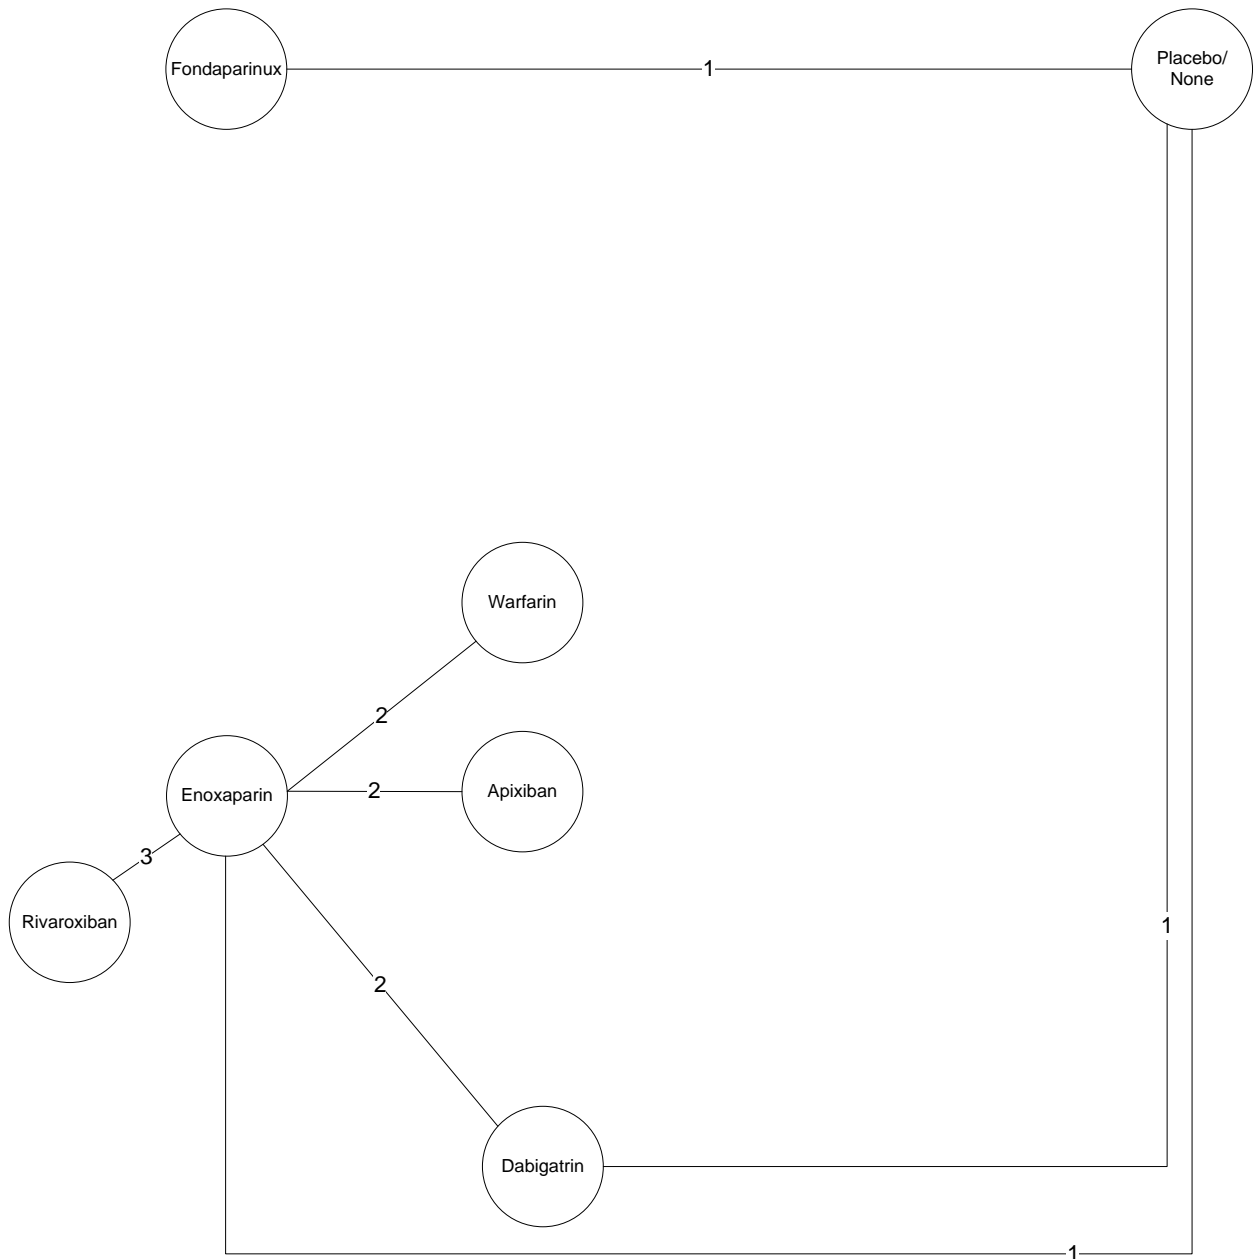 Fondaparinux
1
Placebo/
None
Warfarin
2
Enoxaparin
2
Apixiban
3
Rivaroxiban
1
2
Dabigatrin
1